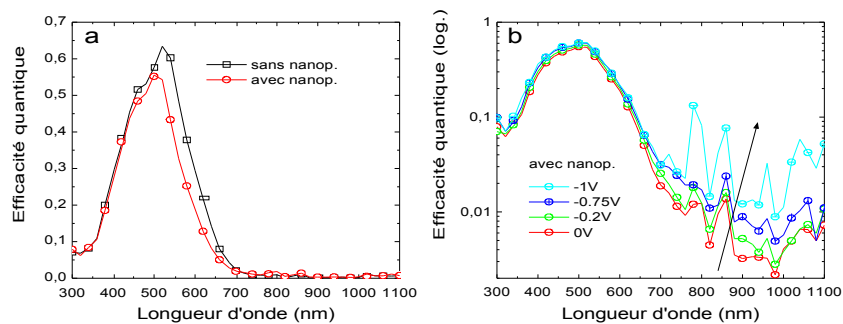 a
Efficacité quantique
0,7
0,6
0,5
0,4
0,3
0,2
0,1
0,0
sans nanop.
avec nanop.
300 400 500 600 700 800 900 1000 1100
Longueur d'onde (nm)
b
Efficacité quantique (log.)
1
0,1
0,01
avec nanop.
-1V
-0.75V
-0.2V
0V
300 400 500 600 700 800 900 1000 1100
Longueur d'onde (nm)